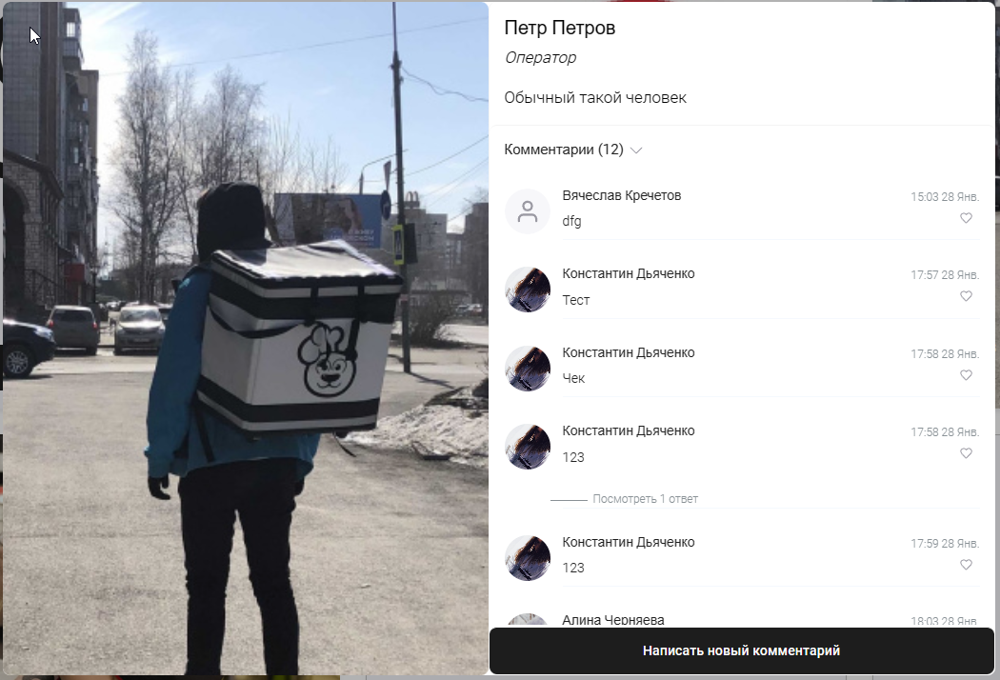 Петр Петров
Оператор
Обычный такой человек
Комментарии (12)
Вячеслав Кречетов
15:03 28 Янв.
dfg
Константин Дьяченко
17:57 28 Янв.
Тест
Константин Дьяченко
17:58 28 Янв.
Чек
Константин Дьяченко
17:58 28 Янв.
123
Посмотреть 1 ответ
Константин Дьяченко
17:59 28 Янв.
123
Алина Черняева
18:03 28 Янв.
Написать новый комментарий